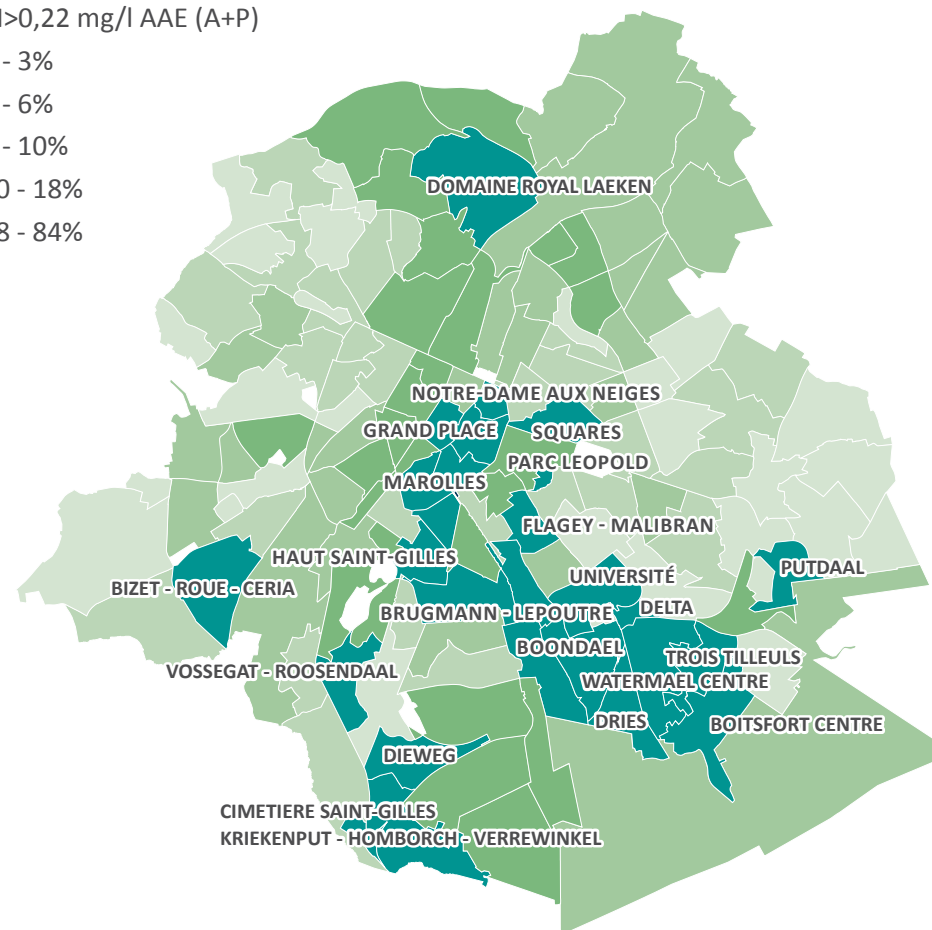 >0,22 mg/l AAE (A+P)
- 3%
- 6%
- 10%
0 - 18%
8 - 84%
DOMAINE ROYAL LAEKEN
NOTRE-DAME AUX NEIGES
GRAND PLACE
SQUARES
PARC LEOPOLD
MAROLLES
FLAGEY - MALIBRAN
HAUT SAINT-GILLES
PUTDAAL
UNIVERSITÉ
BIZET - ROUE - CERIA
DELTA
BRUGMANN - LEPOUTRE
BOONDAEL
TROIS TILLEULS
VOSSEGAT - ROOSENDAAL
WATERMAEL CENTRE
DRIES
BOITSFORT CENTRE
DIEWEG
CIMETIERE SAINT-GILLES
KRIEKENPUT - HOMBORCH - VERREWINKEL